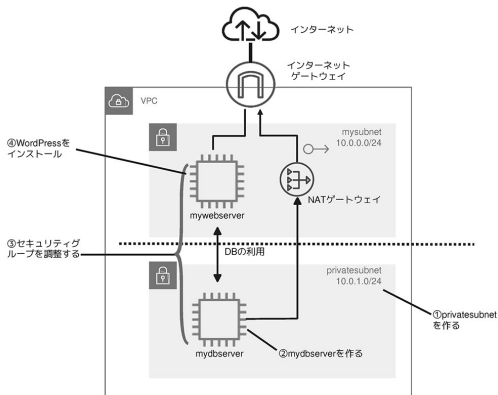 インターネット
インターネット
ゲートウェイ
VPC
mysubnet
10.0.0.0/24
④WordPressを
インストール
NATゲートウェイ
mywebserver
③セキュリティグ
ループを調整する
DBの利用
privatesubnet
10.0.1.0/24
①privatesubnet
を作る
mydbserver
②mydbserverを作る